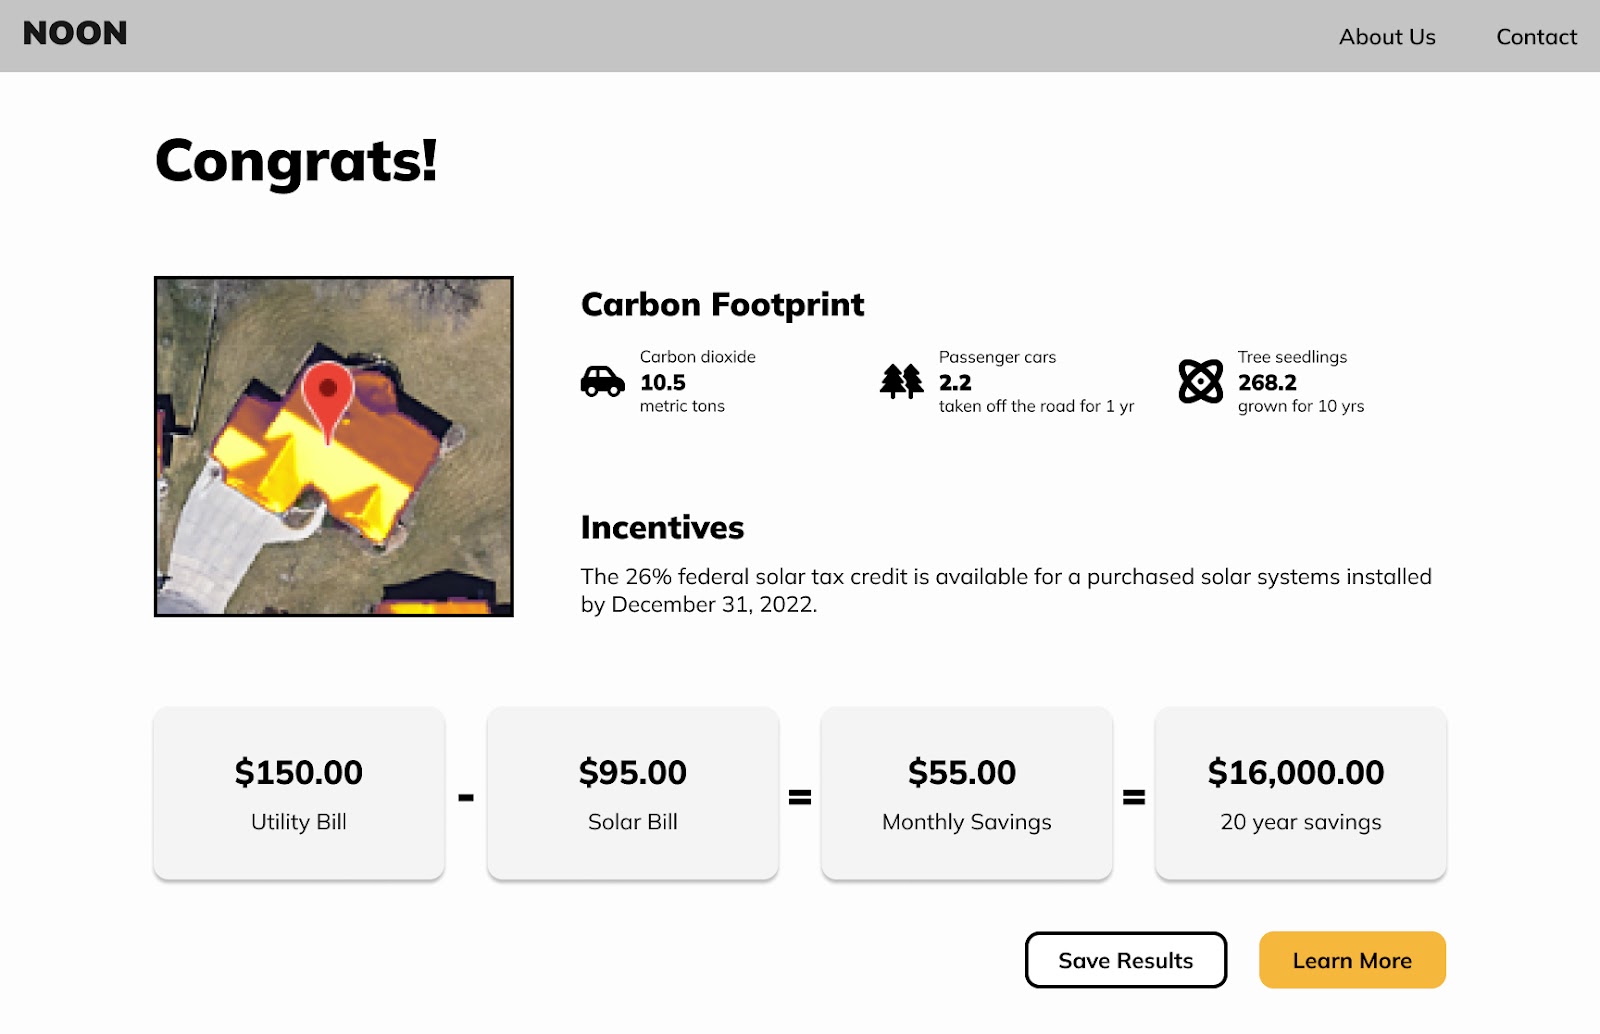 NOON
About Us
Contact
Congrats!
Carbon Footprint
Carbon dioxide
10.5
metric tons
Passenger cars
2.2
taken off the road for 1 yr
Tree seedlings
268.2
grown for 10 yrs
Incentives
The 26% federal solar tax credit is available for a purchased solar systems installed
by December 31, 2022.
$150.00
Utility Bill
-
$95.00
Solar Bill
=
$55.00
Monthly Savings
=
$16,000.00
20 year savings
Save Results
Learn More